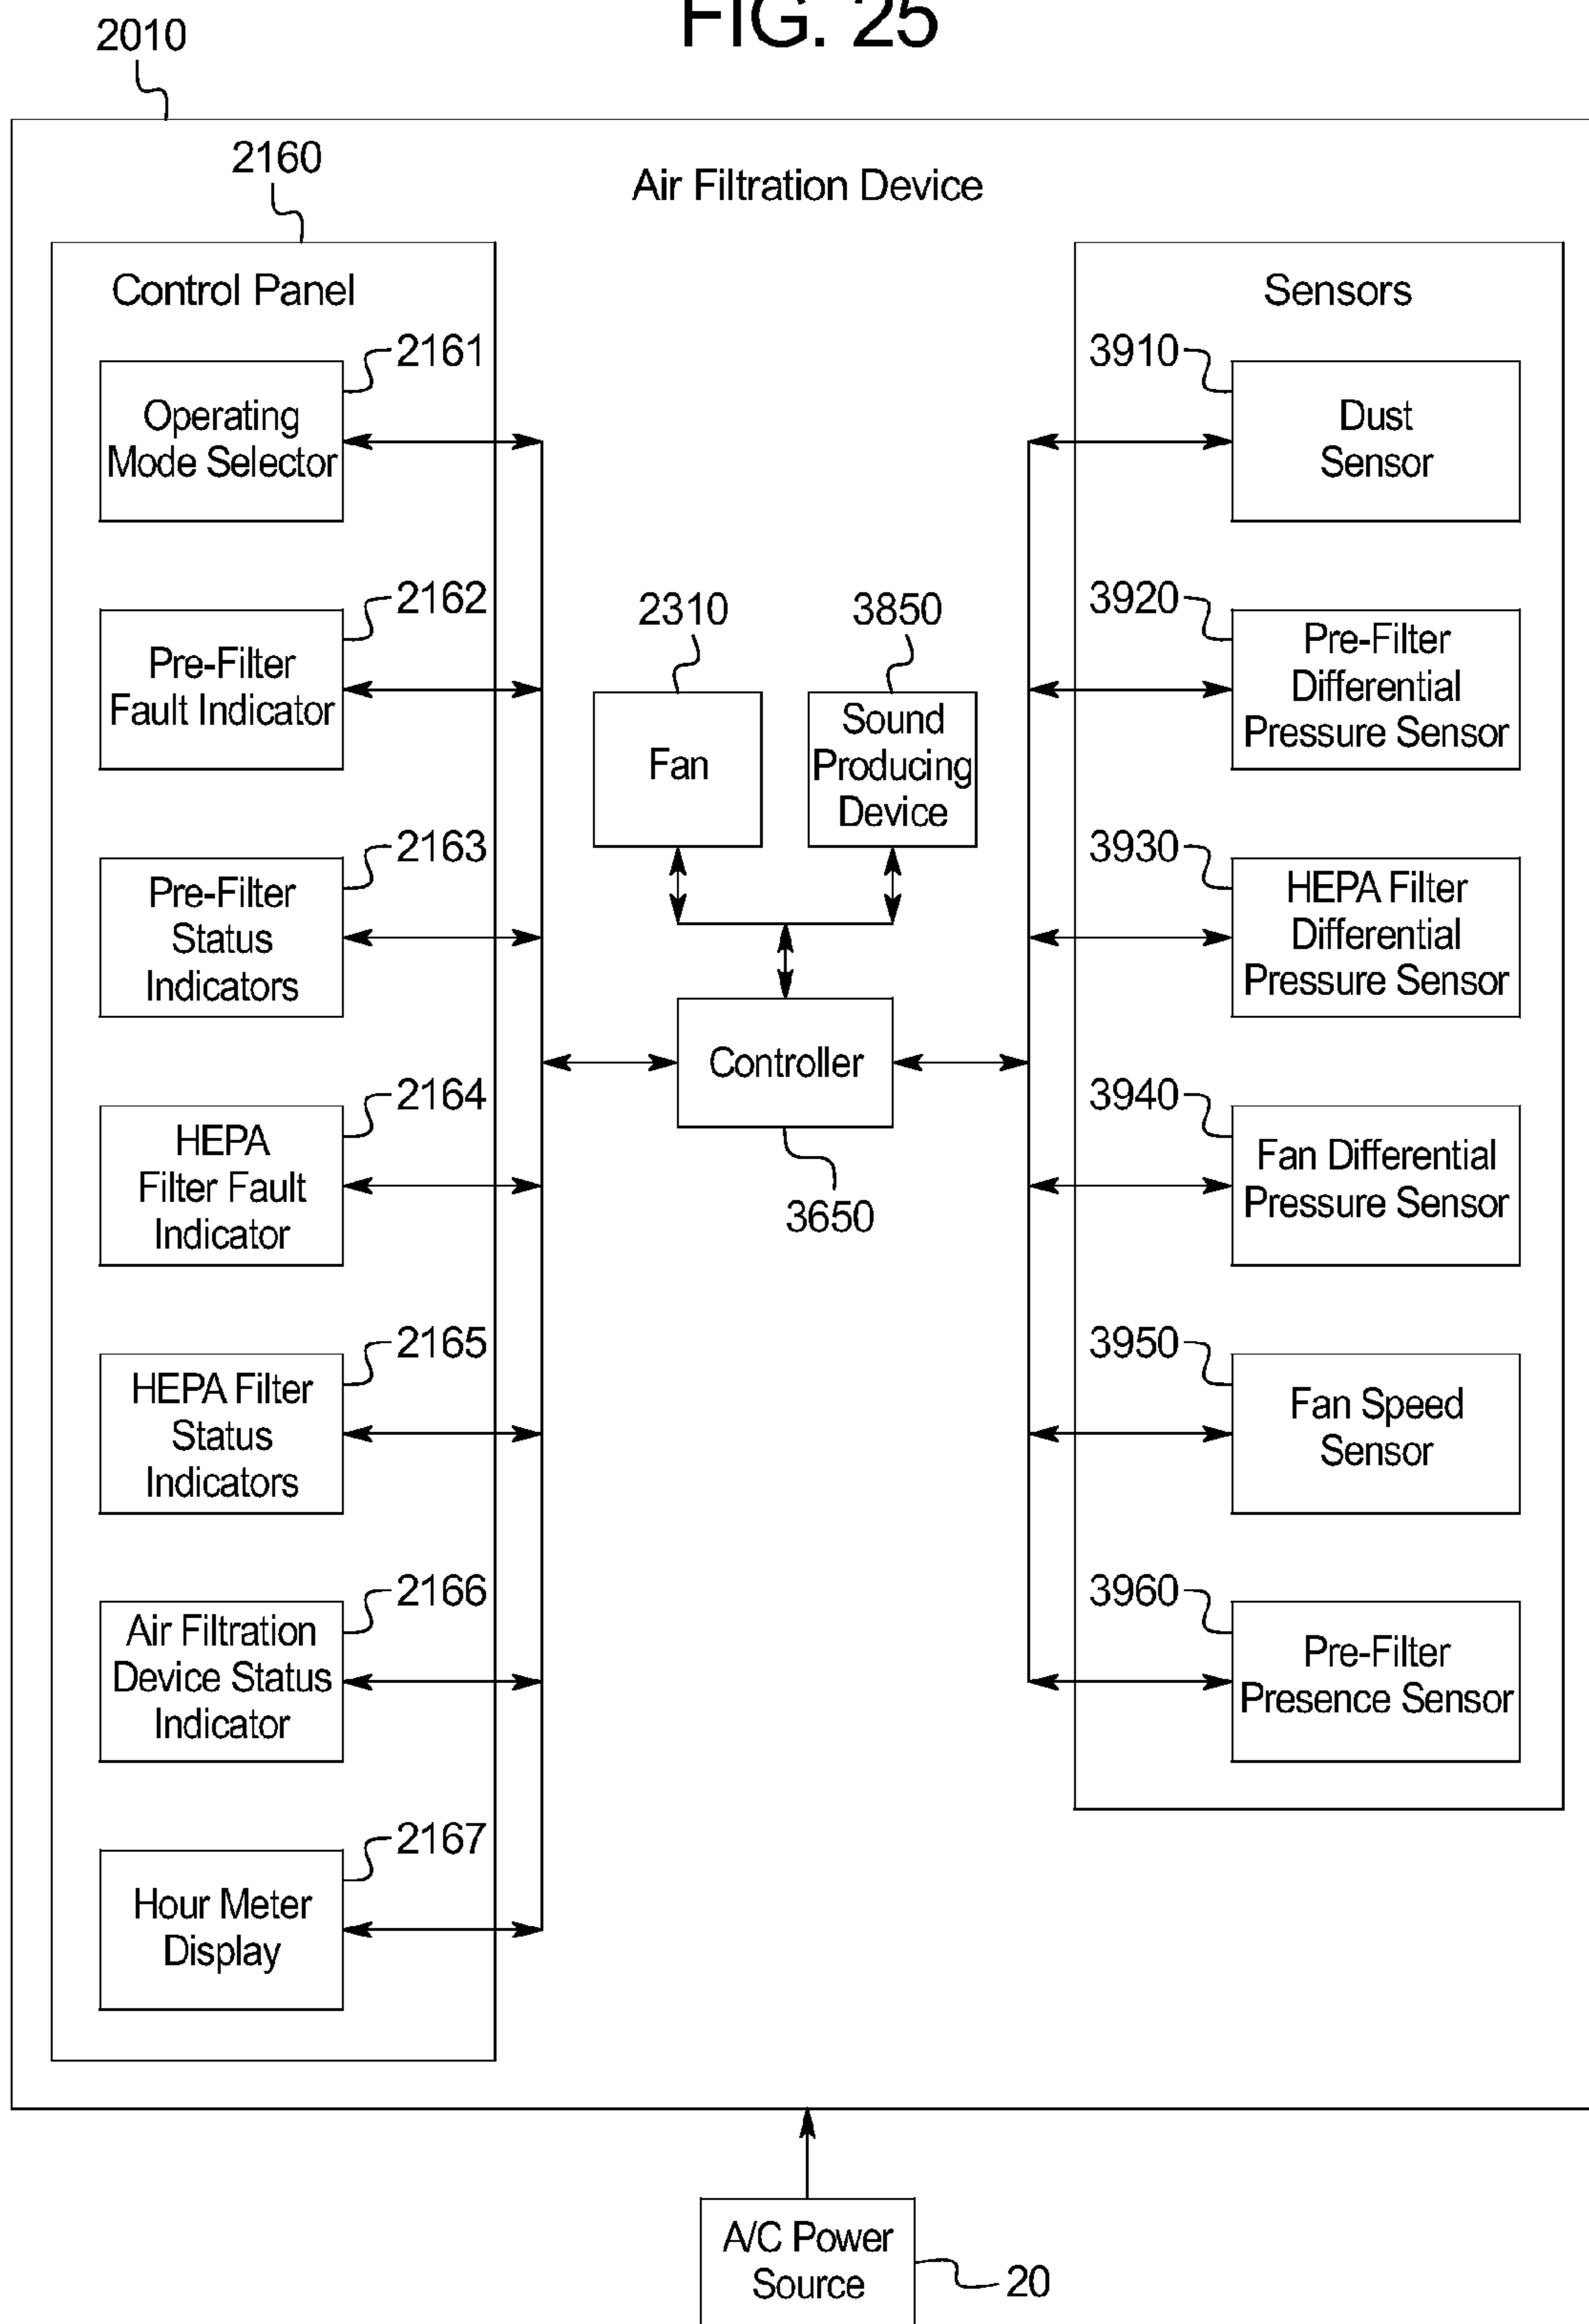 FIG. 25
2010
2160
Air Filtration Device
Control Panel
2161
Operating
Mode Selector
2162
Pre-Filter
Fault Indicator
2163
Pre-Filter
Status
Indicators
2164
HEPA
Filter Fault
Indicator
2165
HEPA Filter
Status
Indicators
2166
Air Filtration
Device Status
Indicator
2167
Hour Meter
Display
2310
Fan
3850
Sound
Producing
Device
Controller
3650
Sensors
3910
Dust
Sensor
3920
Pre-Filter
Differential
Pressure Sensor
3930
HEPA Filter
Differential
Pressure Sensor
3940
Fan Differential
Pressure Sensor
3950
Fan Speed
Sensor
3960
Pre-Filter
Presence Sensor
A/C Power
Source
20